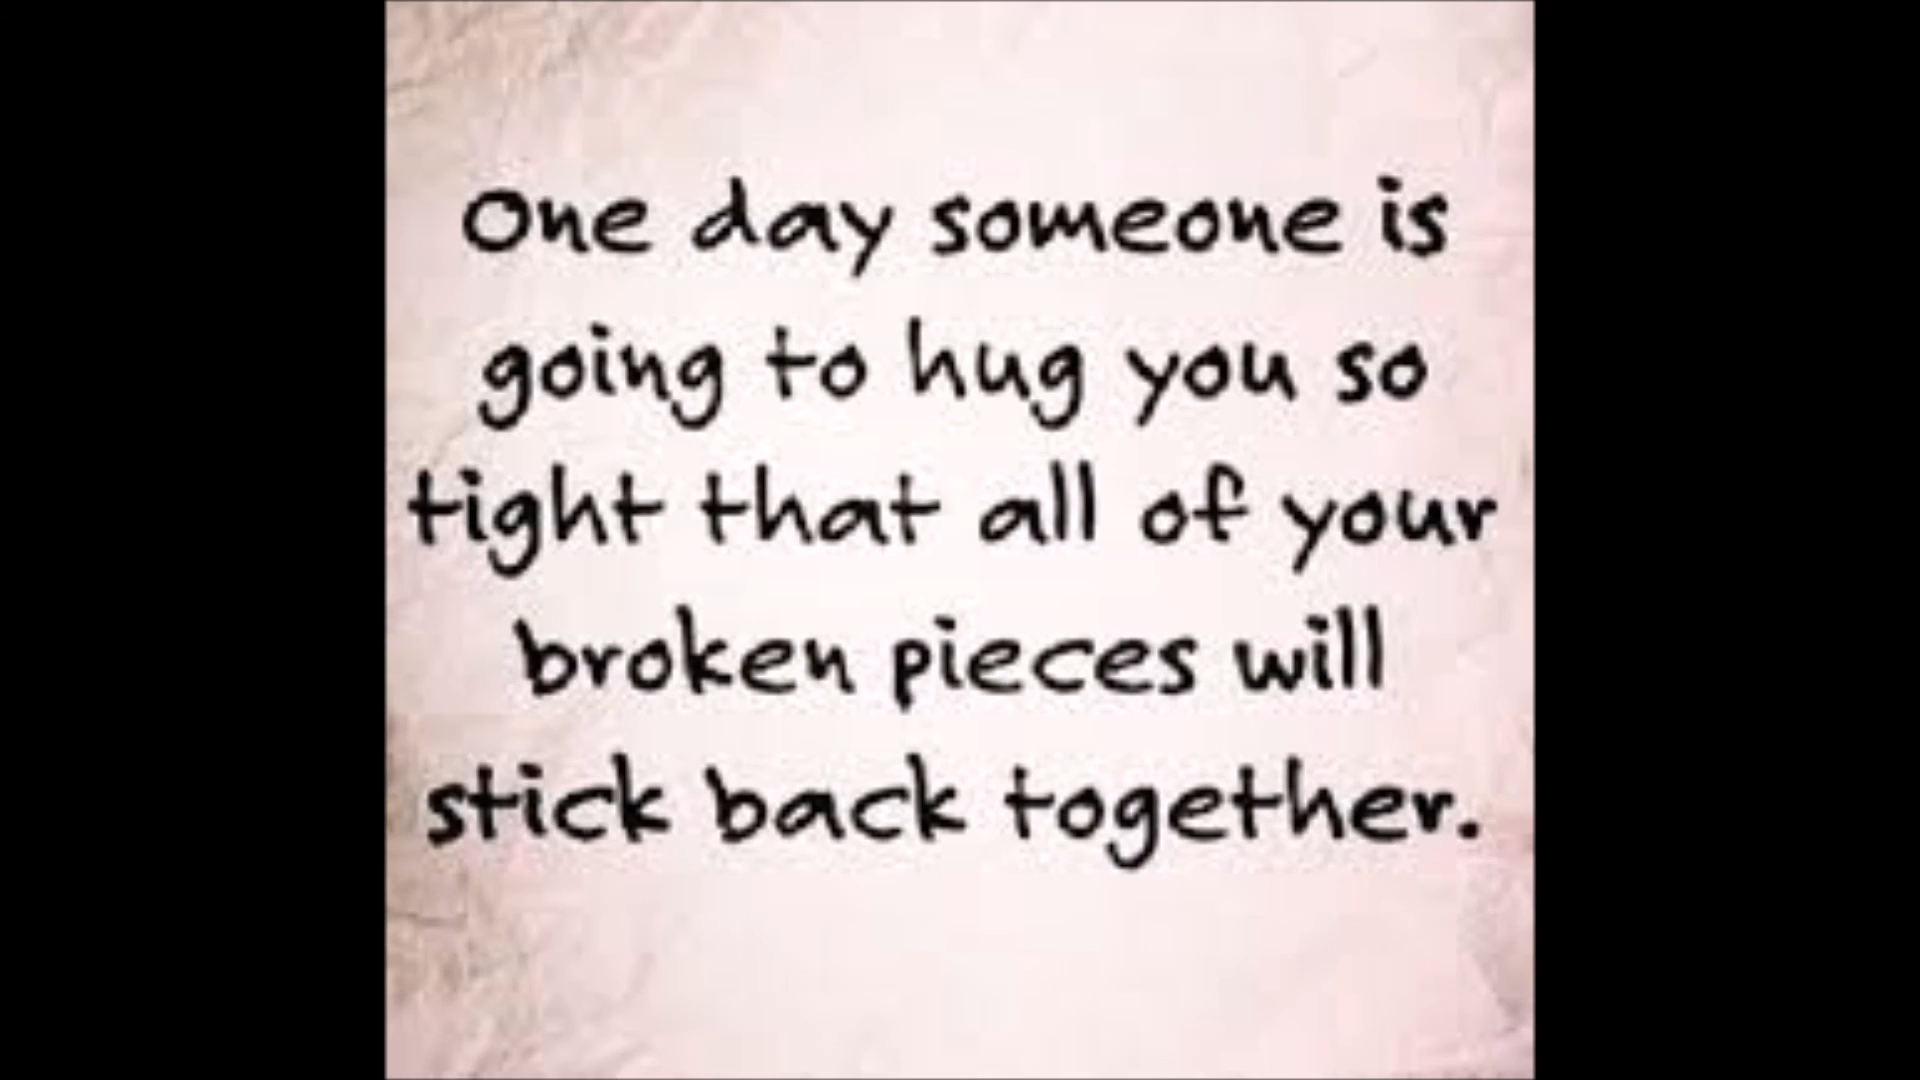 One day someone is
going to hug you so
tight that all of your
broken pieces will
stick back together.